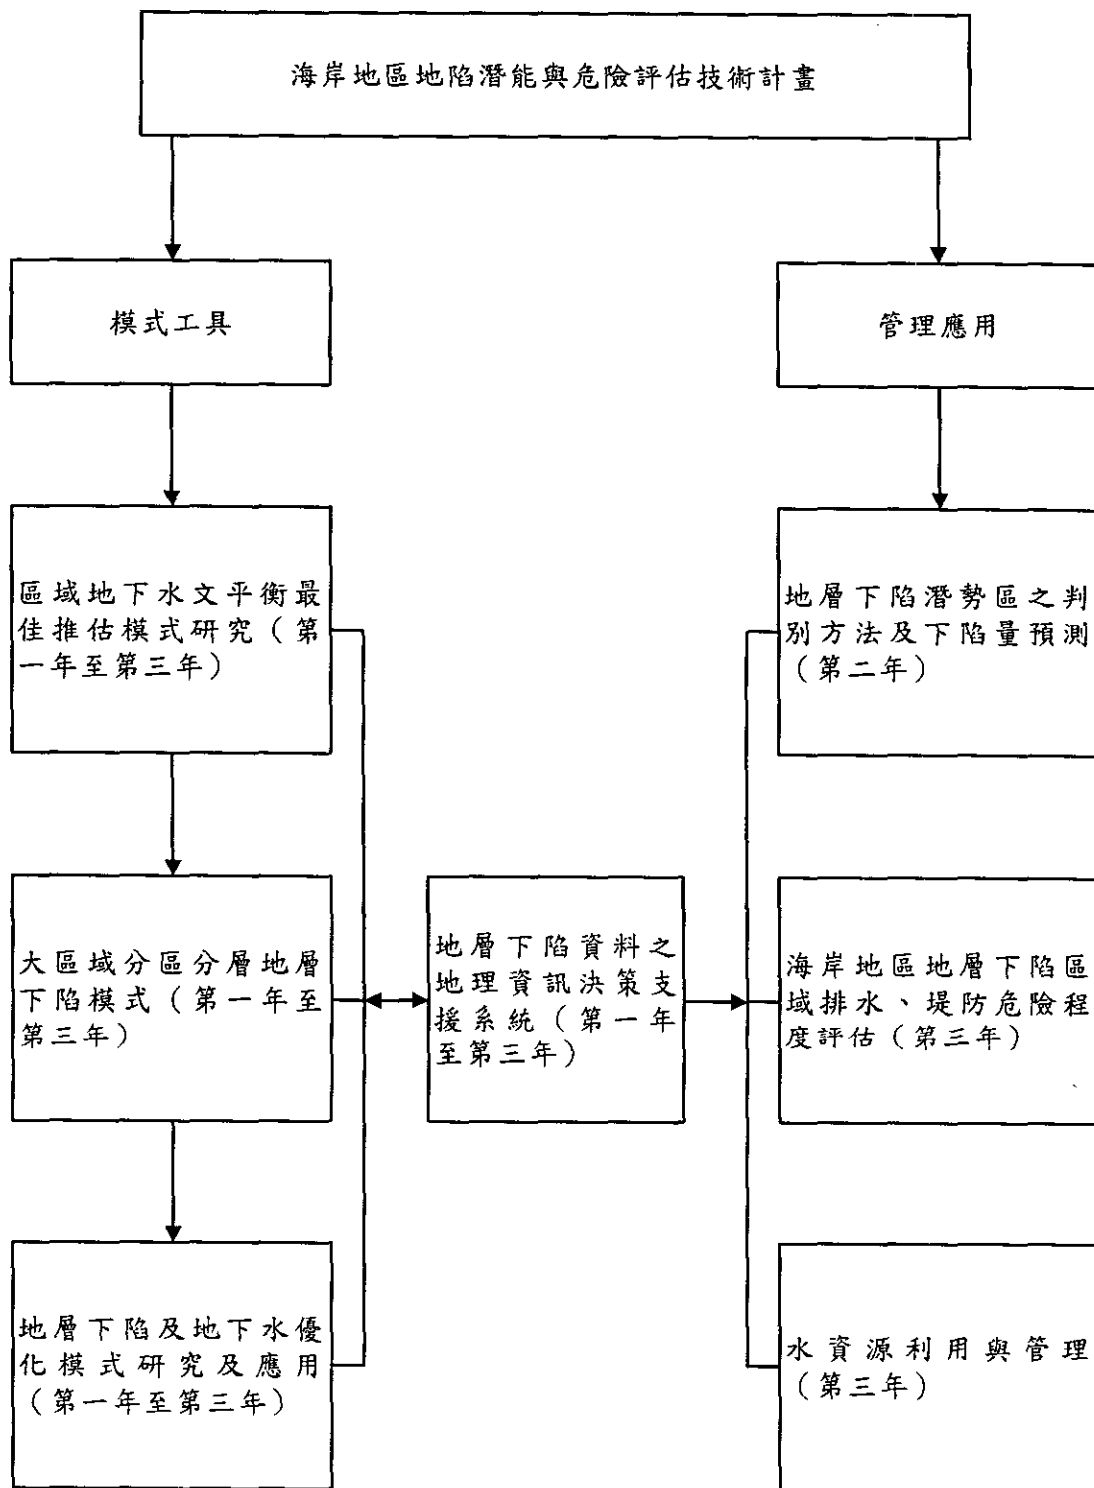 海岸地區地陷潛能與危險評估技術計畫
模式工具
管理應用
區域地下水文平衡最
佳推估模式研究（第
一年至第三年）
地層下陷潛勢區之判
別方法及下陷量預測
（第二年）
大區域分區分層地層
下陷模式（第一年至
第三年）
地層下陷資料之
地理資訊決策支
援系統（第一年
至第三年）
海岸地區地層下陷區
域排水、堤防危險程
度評估（第三年）
地層下陷及地下水優
化模式研究及應用
（第一年至第三年）
水資源利用與管理
（第三年）